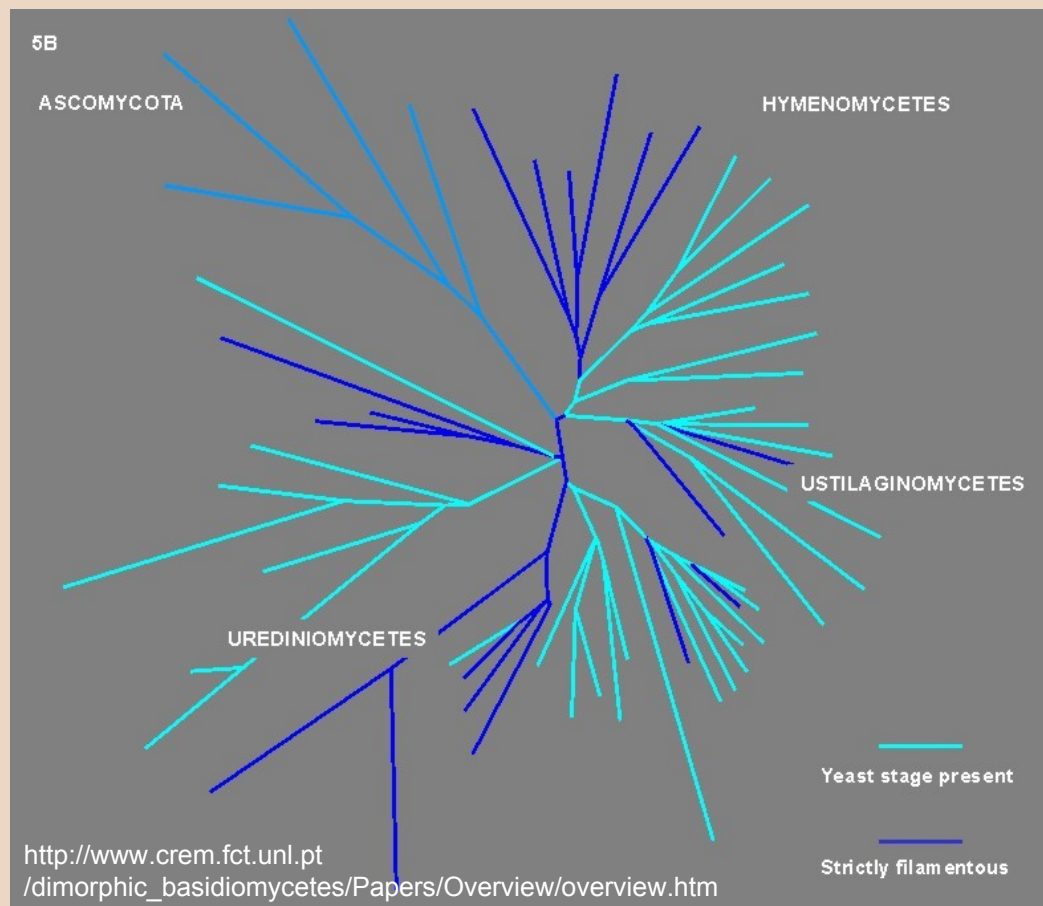 5B
ASCOMYCOTA
HYMENOMYCETES
USTILAGINOMYCETES
UREDINIOMYCETES
Yeast stage present
Strictly filamentous
http://www.crem.fct.unl.pt
/dimorphic_basidiomycetes/Papers/Overview/overview.htm